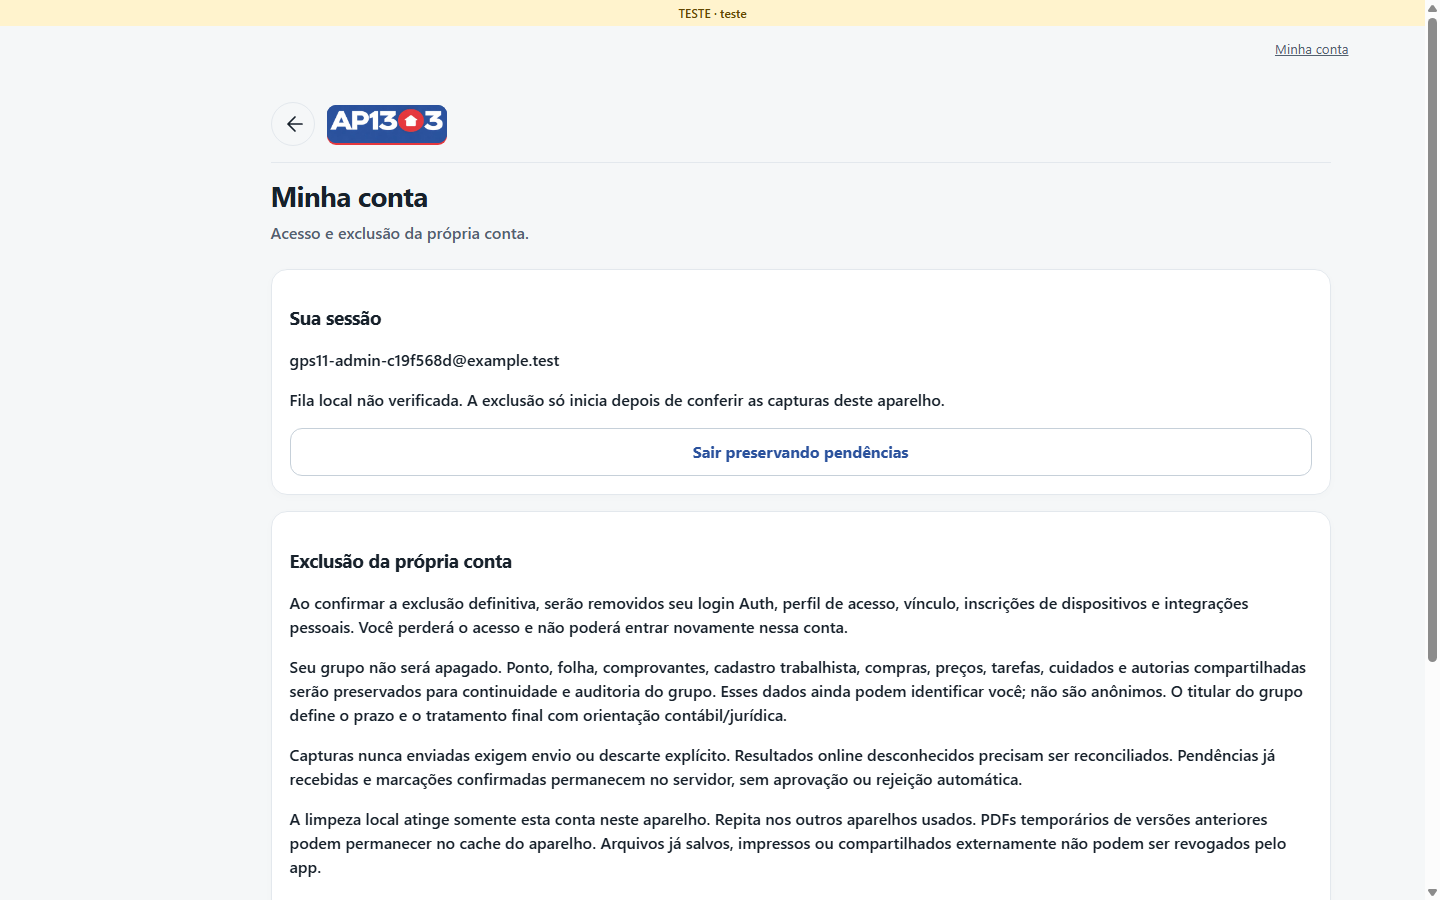 TESTE · teste
Minha conta
AP1303
Minha conta
Acesso e exclusão da própria conta.
Sua sessão
gps11-admin-c19f568d@example.test
Fila local não verificada. A exclusão só inicia depois de conferir as capturas deste aparelho.
Sair preservando pendências
Exclusão da própria conta
Ao confirmar a exclusão definitiva, serão removidos seu login Auth, perfil de acesso, vínculo, inscrições de dispositivos e integrações
pessoais. Você perderá o acesso e não poderá entrar novamente nessa conta.
Seu grupo não será apagado. Ponto, folha, comprovantes, cadastro trabalhista, compras, preços, tarefas, cuidados e autorias compartilhadas
serão preservados para continuidade e auditoria do grupo. Esses dados ainda podem identificar você; não são anônimos. O titular do grupo
define o prazo e o tratamento final com orientação contábil/jurídica.
Capturas nunca enviadas exigem envio ou descarte explícito. Resultados online desconhecidos precisam ser reconciliados. Pendências já
recebidas e marcações confirmadas permanecem no servidor, sem aprovação ou rejeição automática.
A limpeza local atinge somente esta conta neste aparelho. Repita nos outros aparelhos usados. PDFs temporários de versões anteriores
podem permanecer no cache do aparelho. Arquivos já salvos, impressos ou compartilhados externamente não podem ser revogados pelo
app.